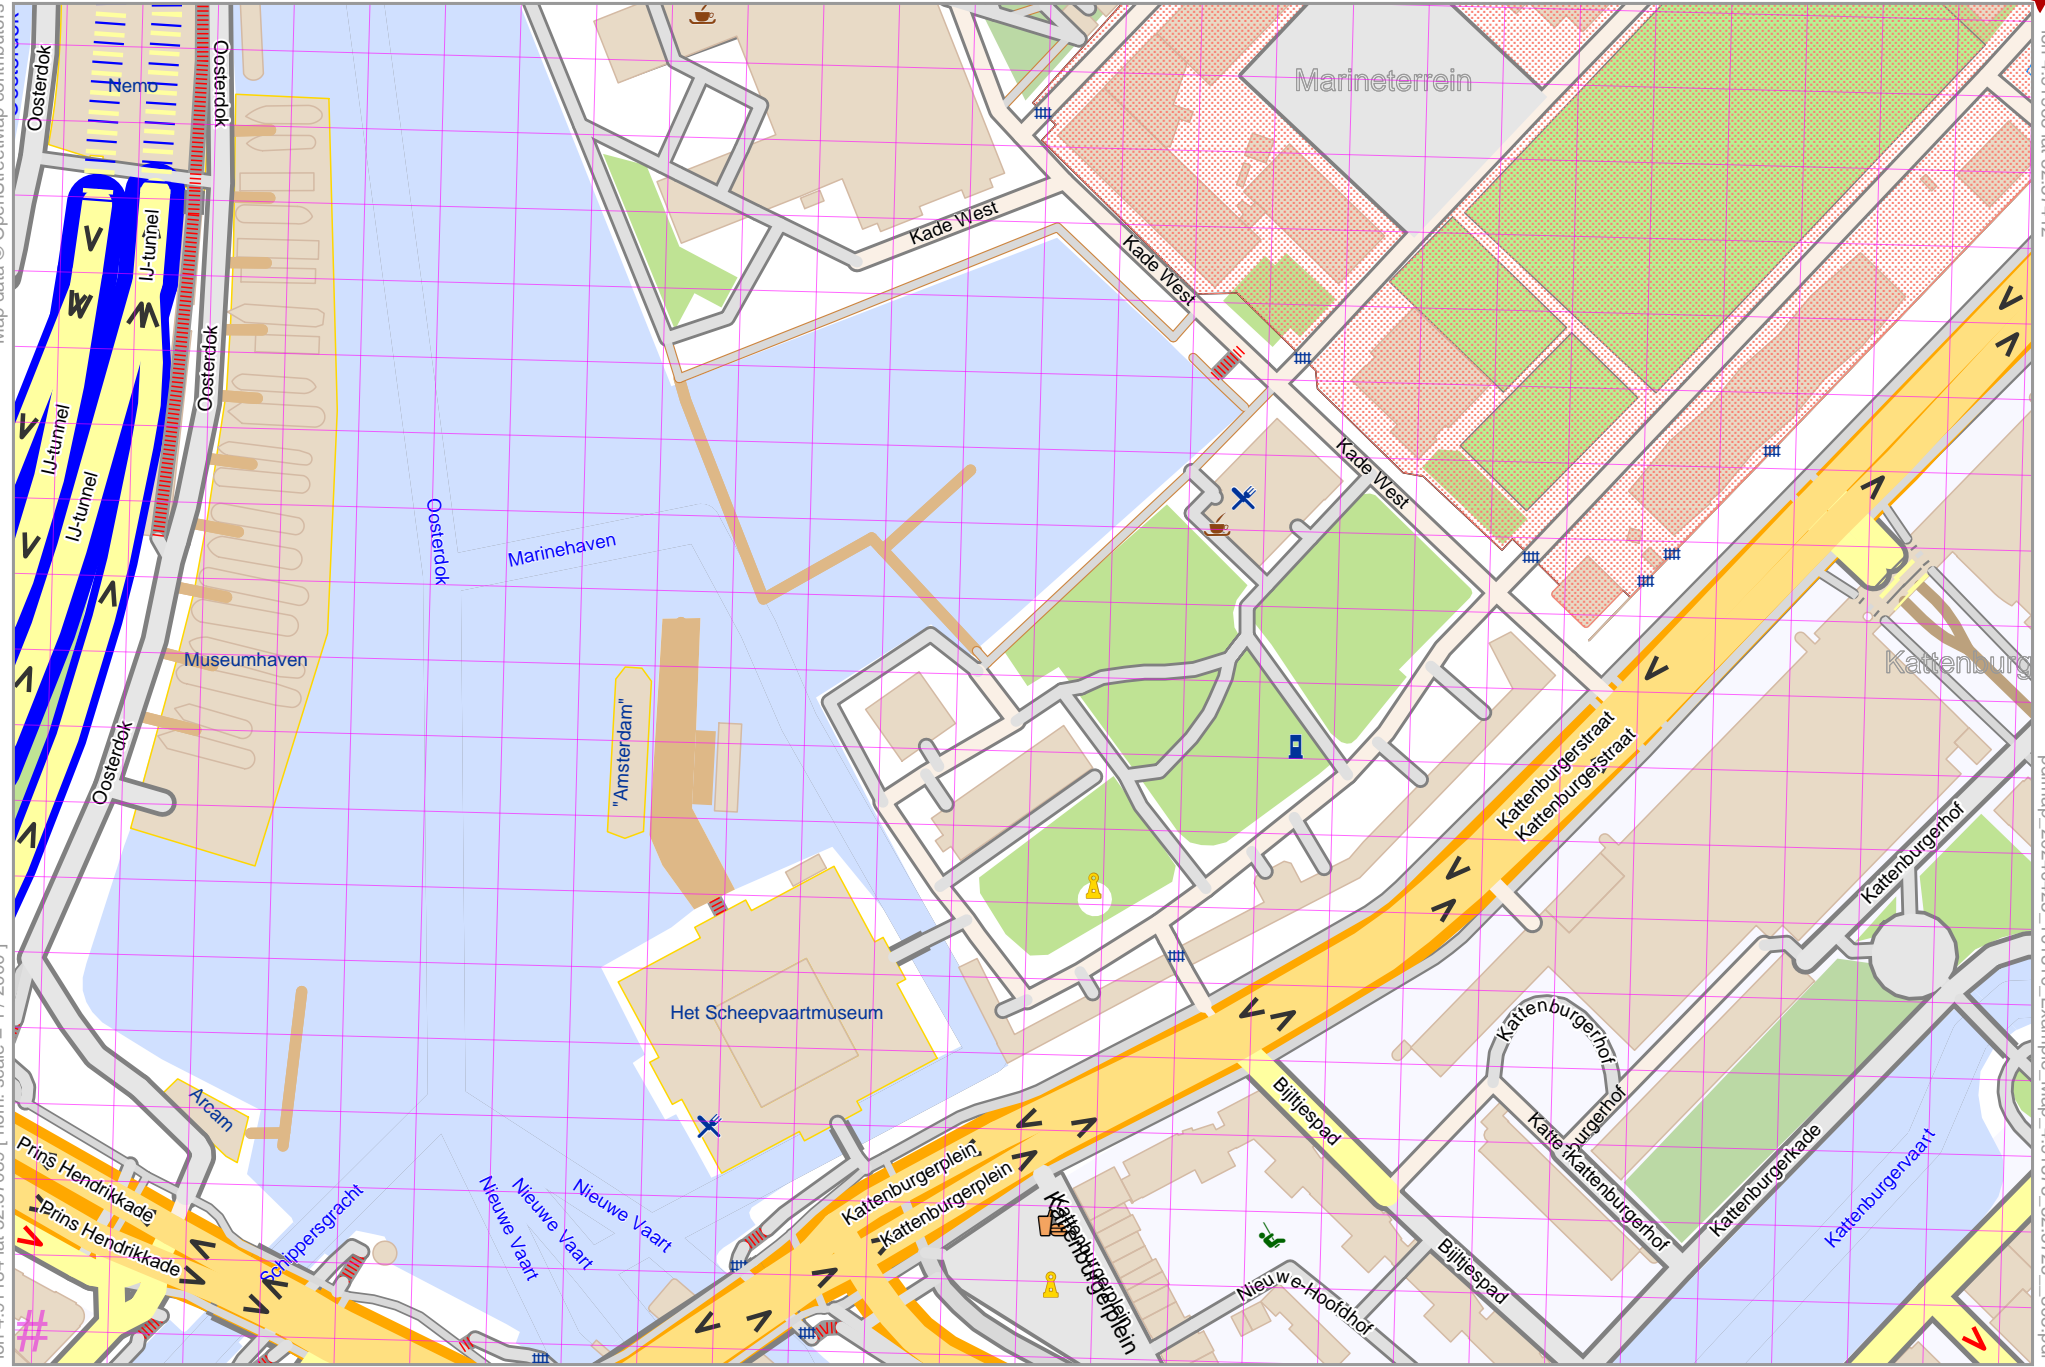 Oosterdok
Oosterdok
Nemo
Marineterrein
IJ-tunnel
Kade West
Kade West
Oosterdok
IJ-tunnel
IJ-tunnel
Kade West
Oosterdok
Marinehaven
Museumhaven
Kattenburg
"Amsterdam"
Oosterdok
Kattenburgerstraat
Kattenburgerstraat
Kattenburgerhof
Het Scheepvaartmuseum
Kattenburgerhof
Arcam
Bijltjespad
Kattenburgerhof
Kattenburgerhof
Kattenburgerkade
Kattenburgervaart
Prins Hendrikkade
Prins Hendrikkade
Schippersgracht
Nieuwe Vaart
Nieuwe Vaart
Nieuwe Vaart
Kattenburgerplein
Kattenburgerplein
Kattenburgerplein
Kattenburgerplein
Bijltjespad
Nieuwe Hoofdhof
#